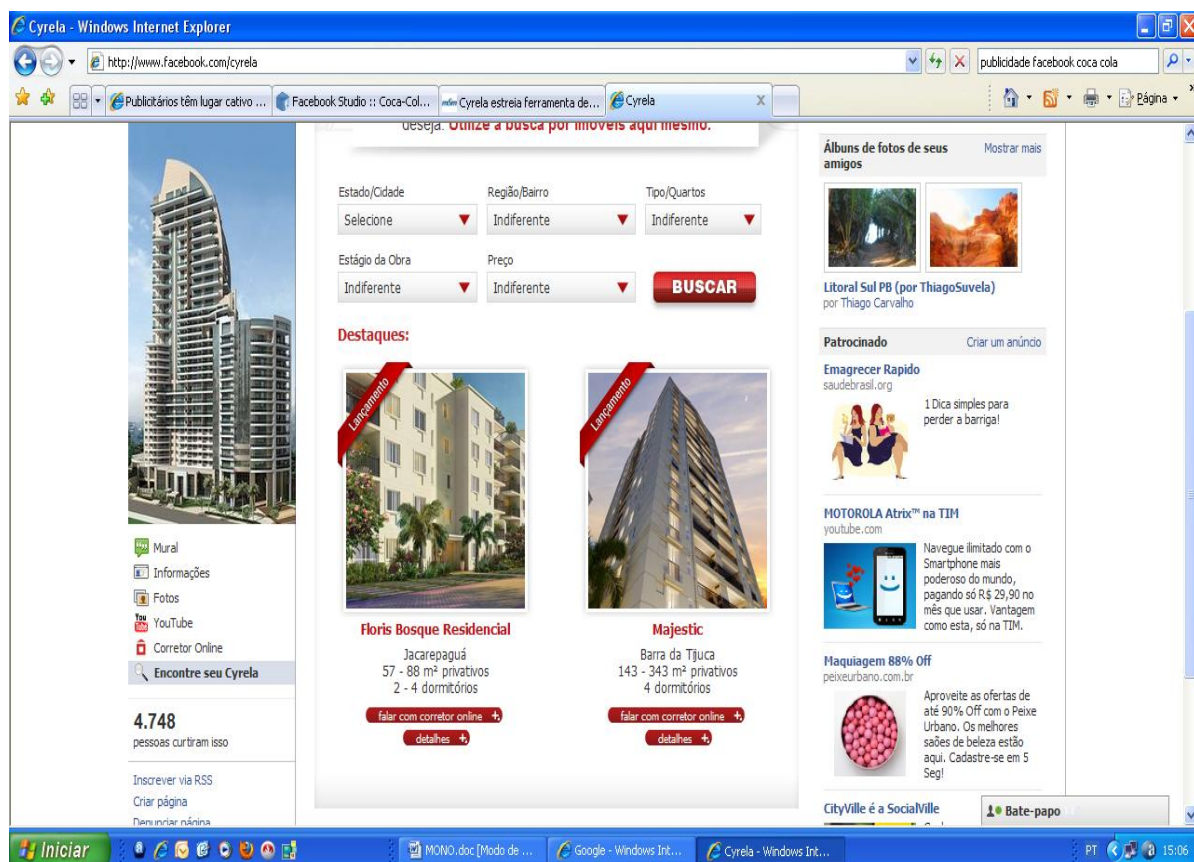 Cyrela - Windows Internet Explorer
http://www.facebook.com/cyrela
publicidade facebook coca cola
Publicitários têm lugar cativo ...
Facebook Studio :: Coca-Col...
Cyrela estreia ferramenta de...
Cyrela
X
Página
deseja. Utilize a busca por imóveis aqui mesmo.
Estado/Cidade
Região/Bairro
Tipo/Quartos
Selecione
Indiferente
Indiferente
Estágio da Obra
Preço
Indiferente
Indiferente
BUSCAR
Destaques:
Lançamento
Floris Bosque Residencial
Jacarepaguá
57 - 88 m² privativos
2 - 4 dormitórios
falar com corretor online +
detalhes +
Lançamento
Majestic
Barra da Tijuca
143 - 343 m² privativos
4 dormitórios
falar com corretor online +
detalhes +
Mural
Informações
Fotos
You Tube
YouTube
Corretor Online
Encontre seu Cyrela
4.748
pessoas curtiram isso
Inscrever via RSS
Criar página
Denunciar página
Álbuns de fotos de seus
amigos
Mostrar mais
Litoral Sul PB (por ThiagoSuvela)
por Thiago Carvalho
Patrocinado
Criar um anúncio
Emagrecer Rapido
saudebrasil.org
1 Dica simples para
perder a barriga!
MOTOROLA Atrix™ na TIM
youtube.com
Navegue ilimitado com o
Smartphone mais
poderoso do mundo,
pagando só R$ 29,90 no
mês que usar. Vantagem
como esta, só na TIM.
Maquiagem 88% Off
peixeurbano.com.br
Aproveite as ofertas de
até 90% Off com o Peixe
Urbano. Os melhores
saões de beleza estão
aqui. Cadastre-se em 5
Seg!
CityVille é a SocialVille
Bate-papo
Iniciar
MONO.doc [Modo de ...
Google - Windows Int...
Cyrela - Windows Int...
PT
15:06